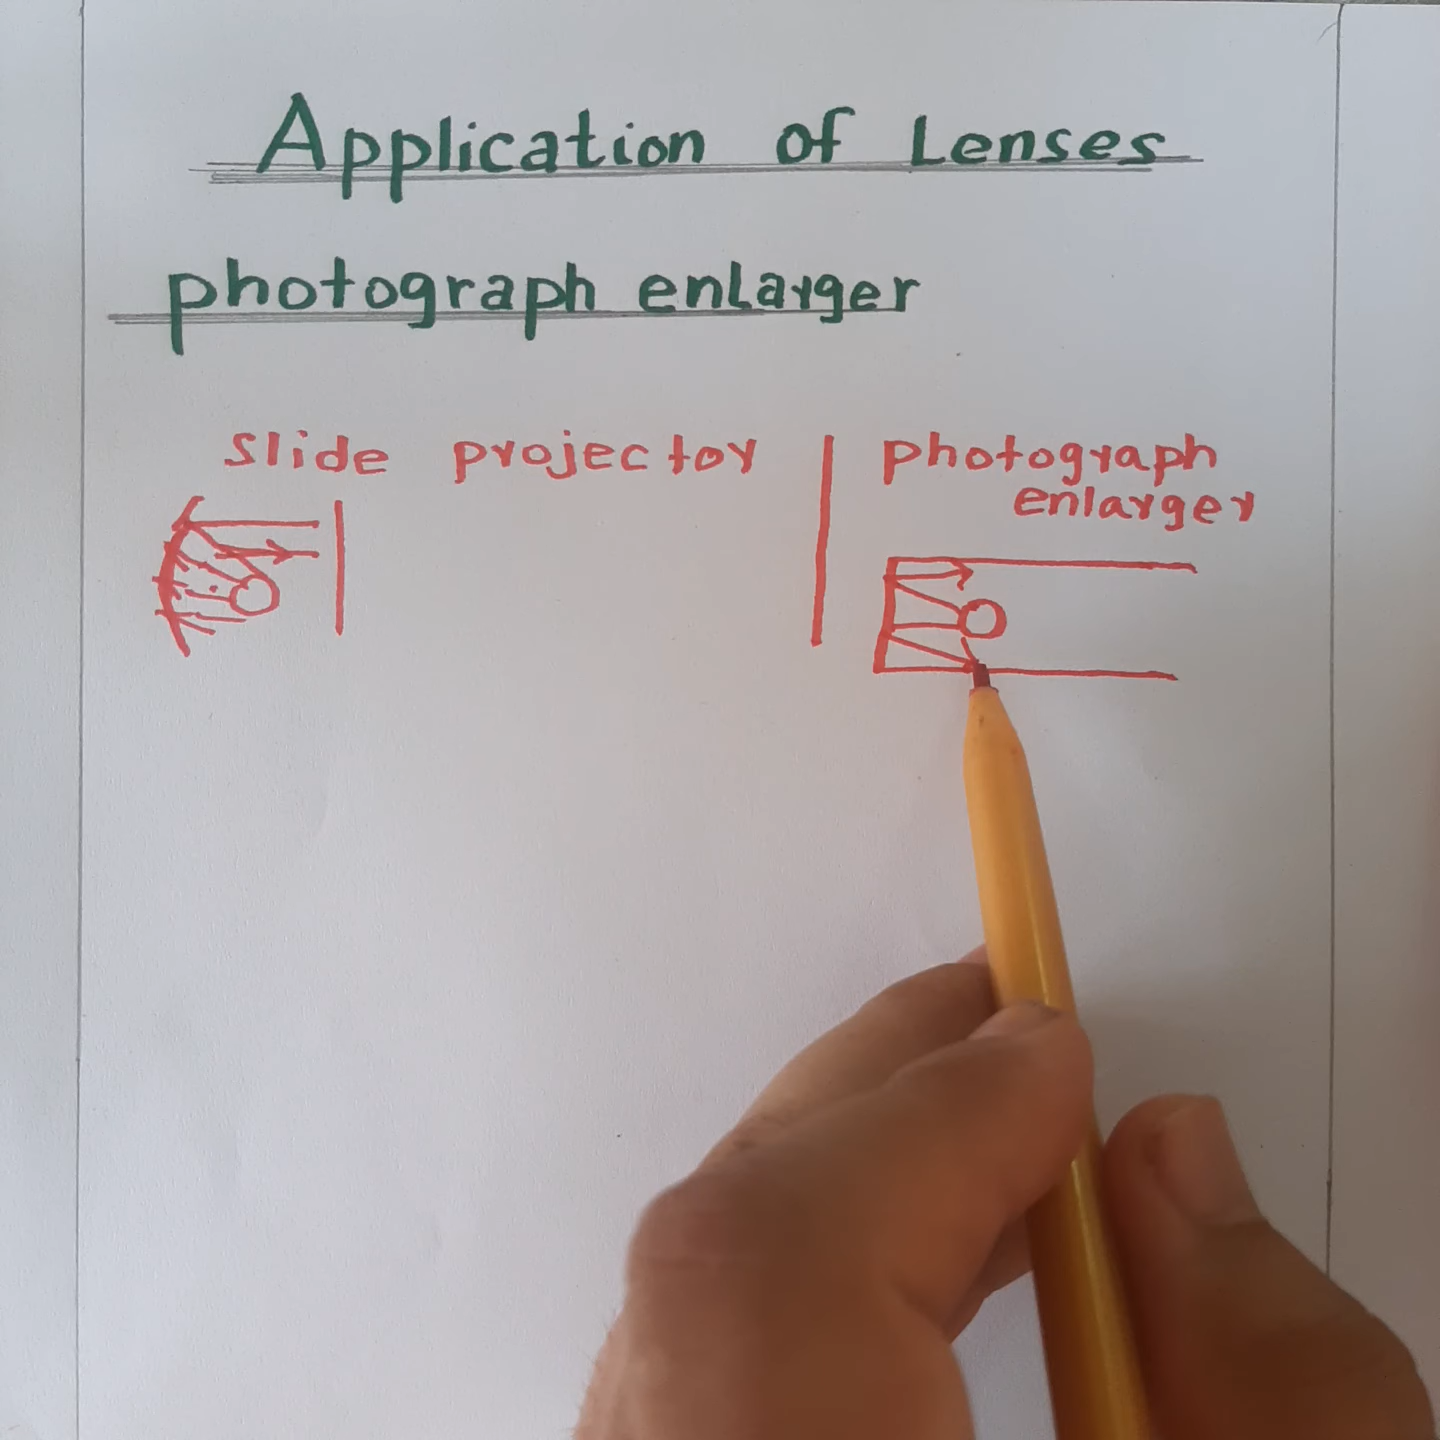 Application of Lenses
photograph enlarger
slide projector
photograph
enlarger